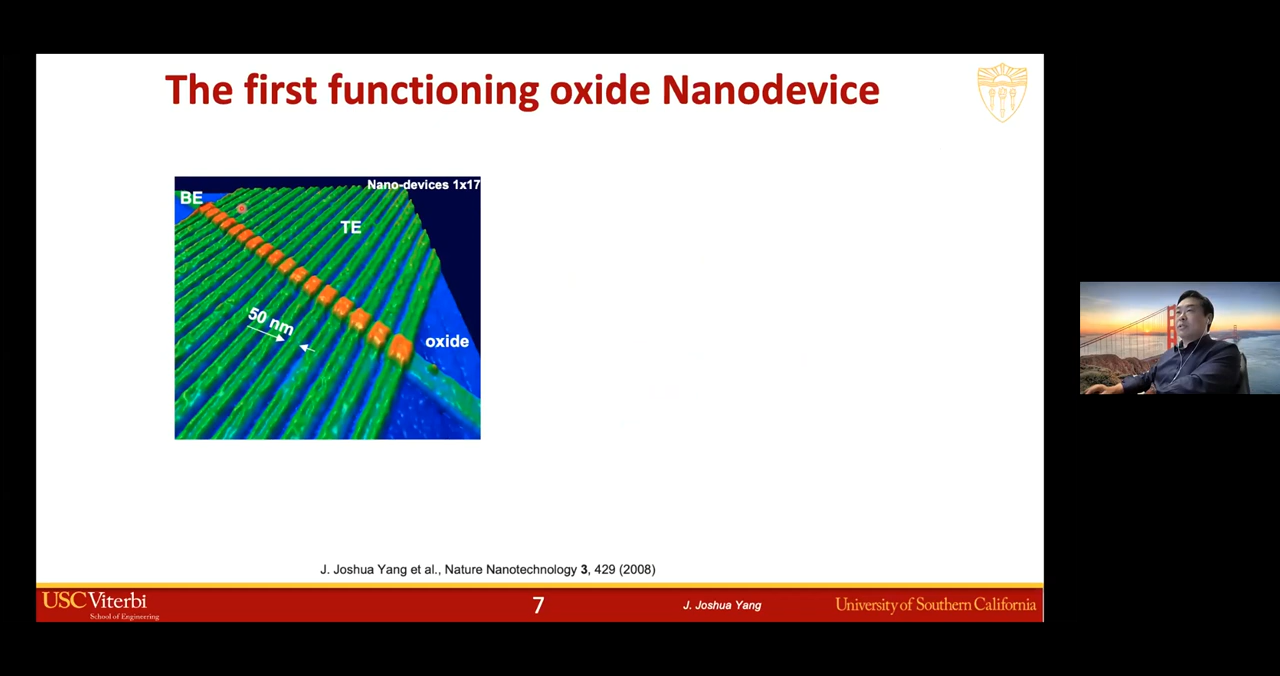 The first functioning oxide Nanodevice
Nano-devices 1x17
BE
TE
50 nm
oxide
J. Joshua Yang et al., Nature Nanotechnology 3, 429 (2008)
USC Viterbi
School of Engineering
7
J. Joshua Yang
University of Southern California